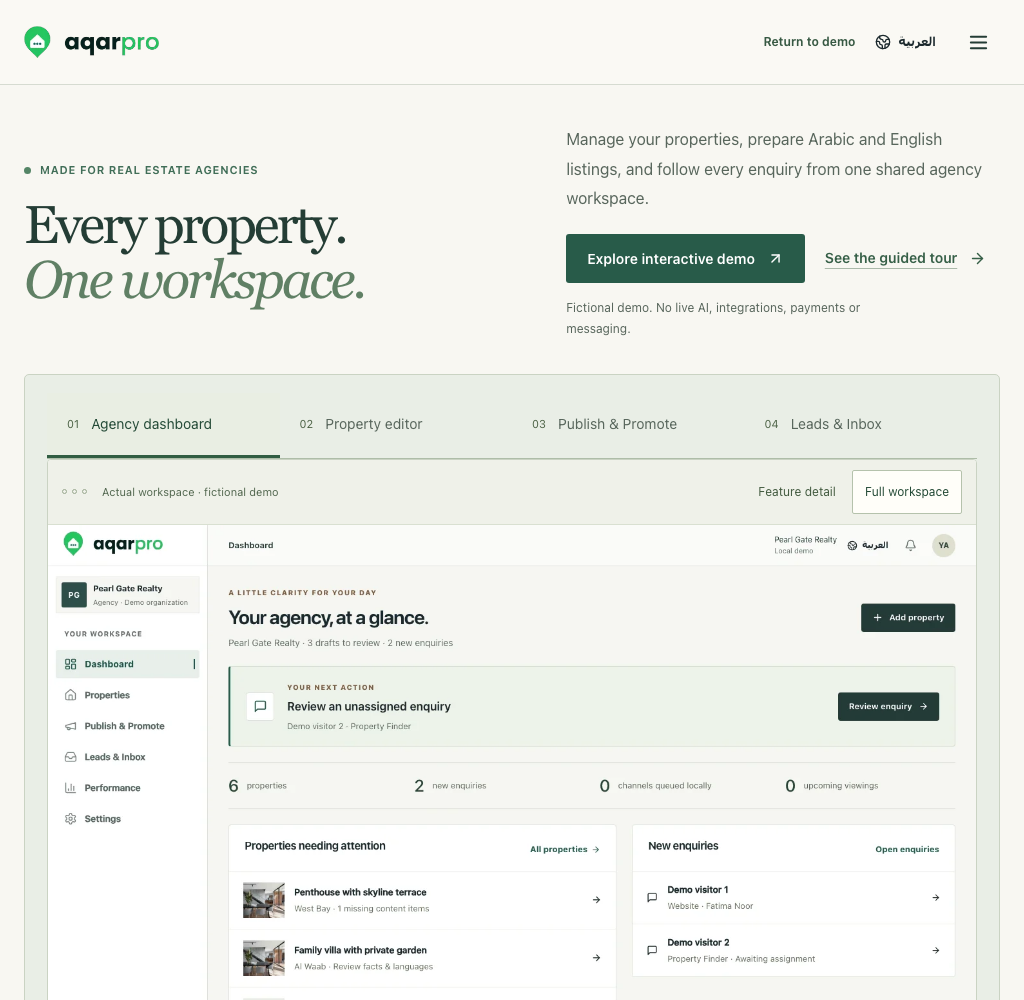 aqarpro
Return to demo
العربية
MADE FOR REAL ESTATE AGENCIES
Every property.
One workspace.
Manage your properties, prepare Arabic and English
listings, and follow every enquiry from one shared agency
workspace.
Explore interactive demo
See the guided tour
Fictional demo. No live AI, integrations, payments or
messaging.
01 Agency dashboard
02 Property editor
03 Publish & Promote
04 Leads & Inbox
Actual workspace · fictional demo
Feature detail
Full workspace
aqarpro
Dashboard
Pearl Gate Realty
Local demo
العربية
YA
PG
Pearl Gate Realty
Agency · Demo organization
YOUR WORKSPACE
Dashboard
Properties
Publish & Promote
Leads & Inbox
Performance
Settings
A LITTLE CLARITY FOR YOUR DAY
Your agency, at a glance.
Pearl Gate Realty · 3 drafts to review · 2 new enquiries
Add property
YOUR NEXT ACTION
Review an unassigned enquiry
Demo visitor 2 · Property Finder
Review enquiry
6 properties
2 new enquiries
0 channels queued locally
0 upcoming viewings
Properties needing attention
All properties
Penthouse with skyline terrace
West Bay · 1 missing content items
Family villa with private garden
Al Waab · Review facts & languages
New enquiries
Open enquiries
Demo visitor 1
Website · Fatima Noor
Demo visitor 2
Property Finder · Awaiting assignment